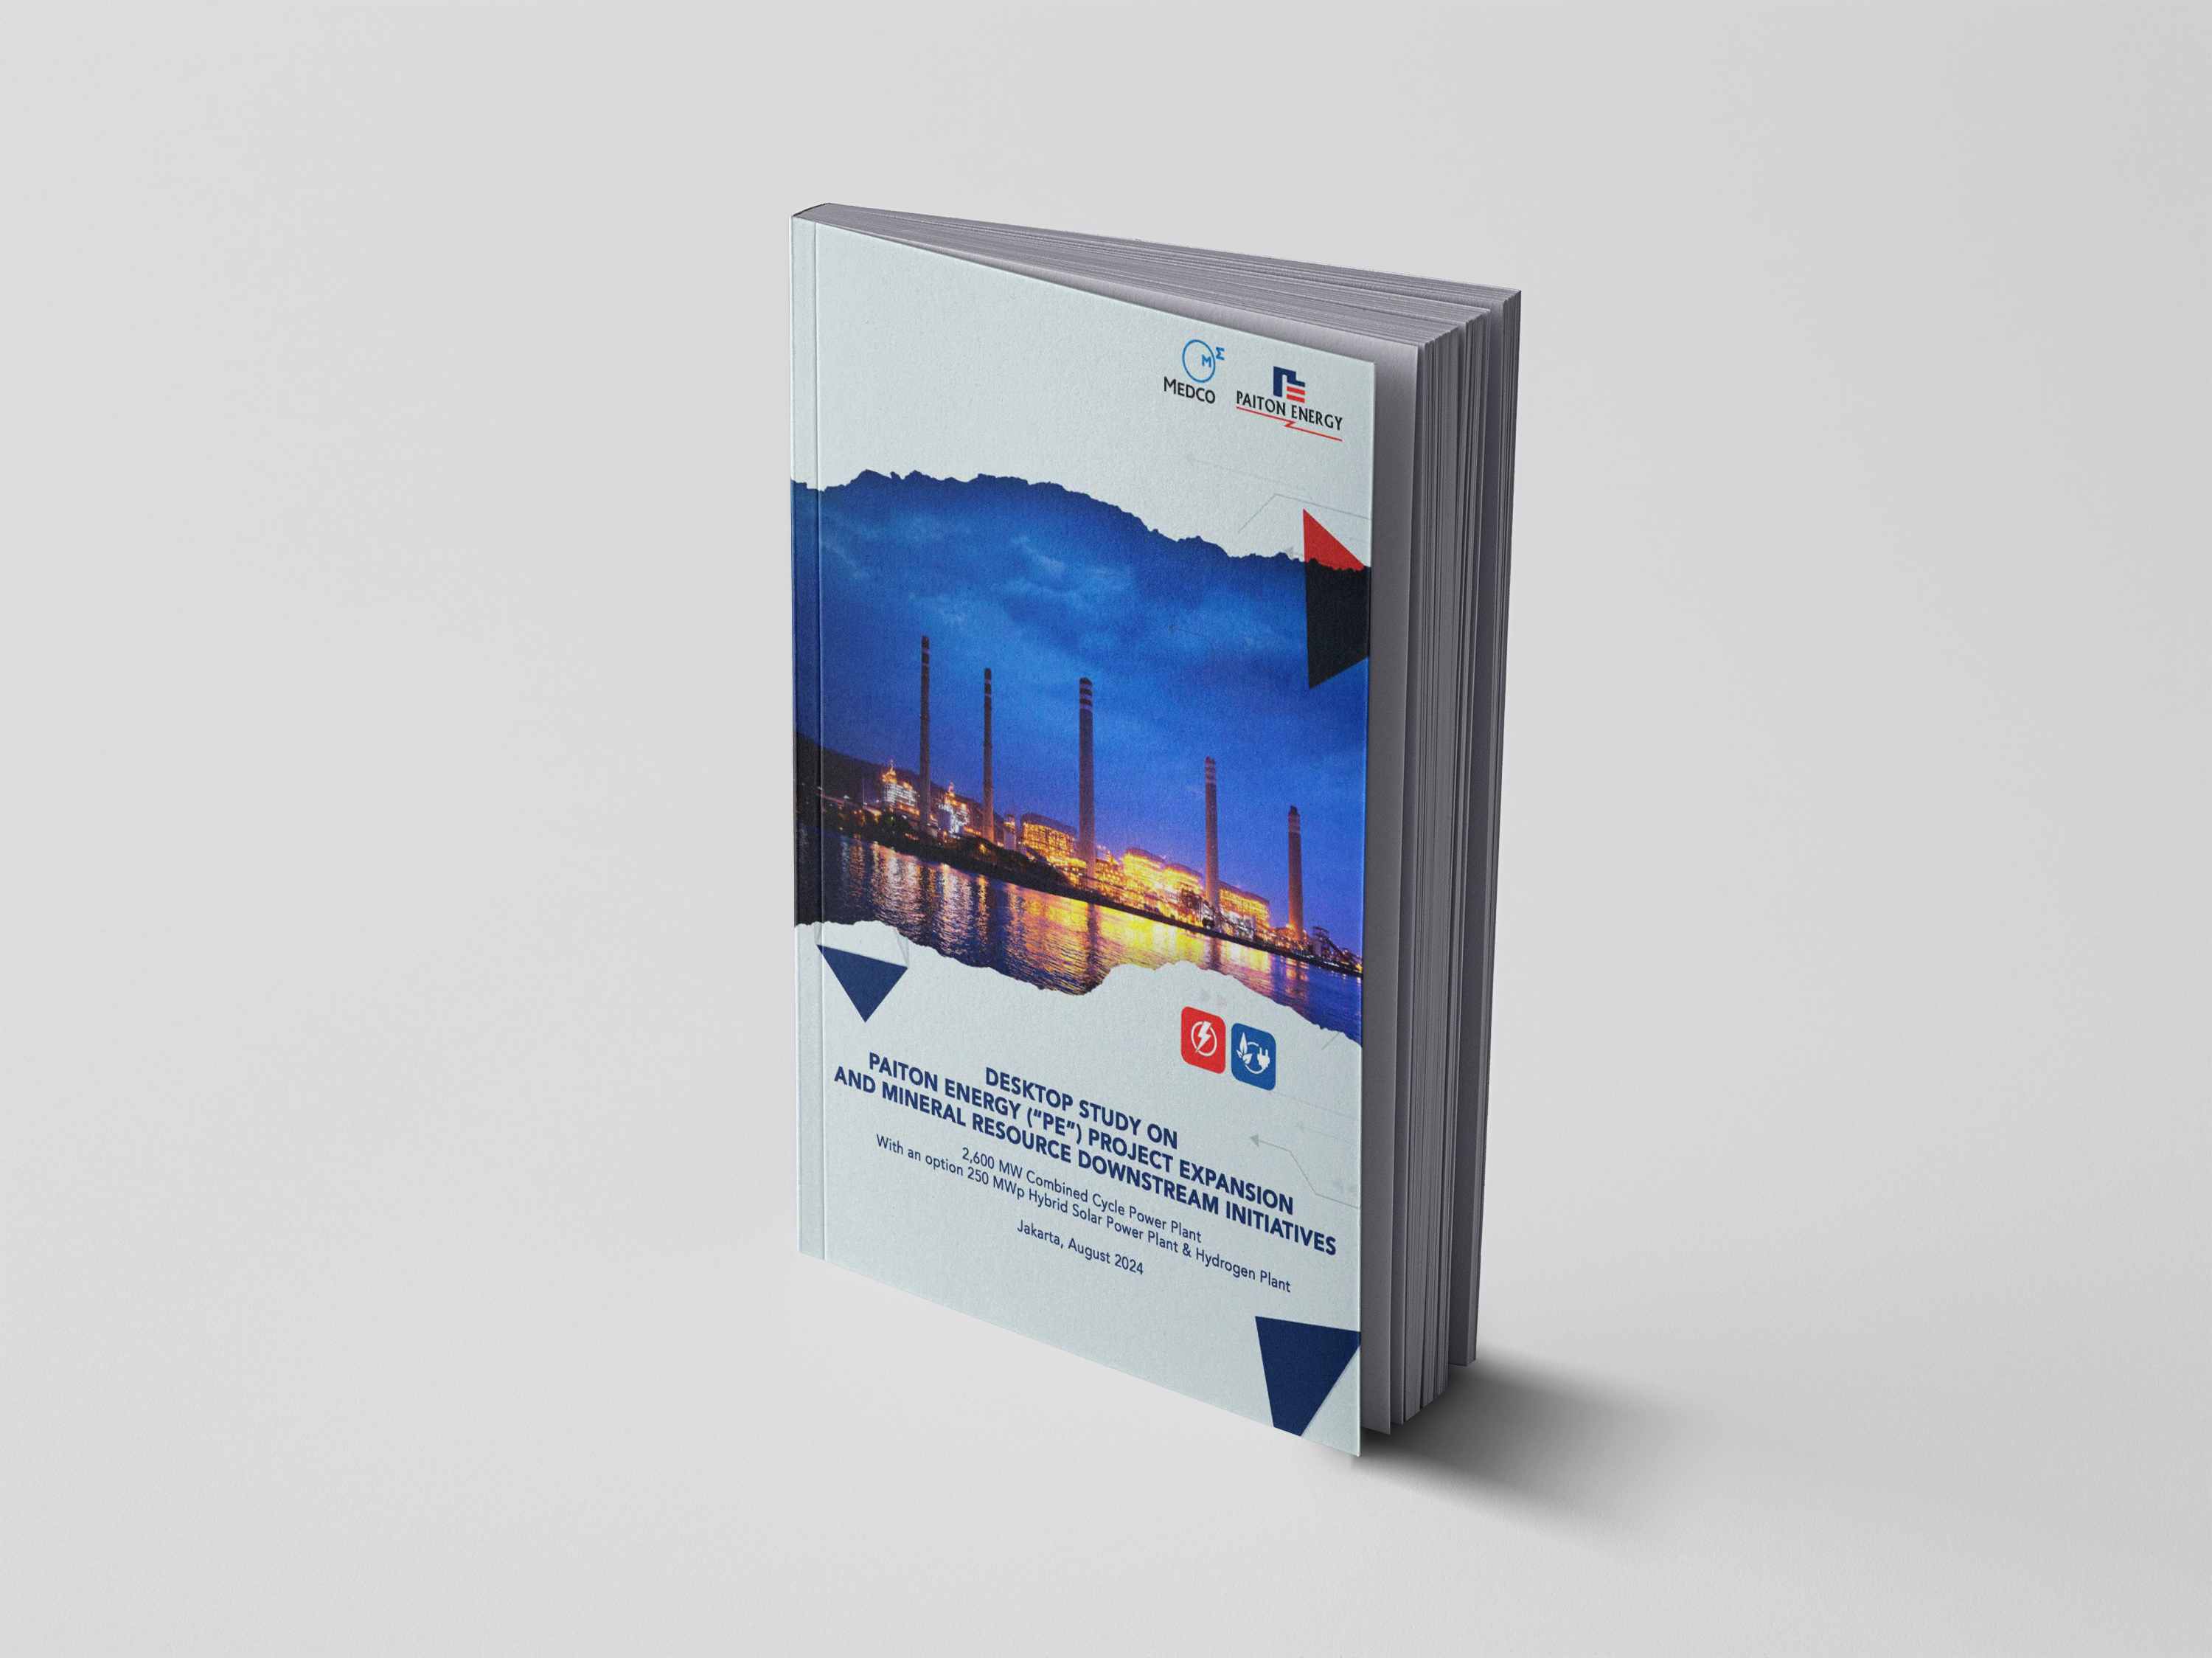 M Σ
MEDCO
PAITON ENERGY
DESKTOP STUDY ON
PAITON ENERGY ("PE") PROJECT EXPANSION
AND MINERAL RESOURCE DOWNSTREAM INITIATIVES
2,600 MW Combined Cycle Power Plant
With an option 250 MWp Hybrid Solar Power Plant & Hydrogen Plant
Jakarta, August 2024